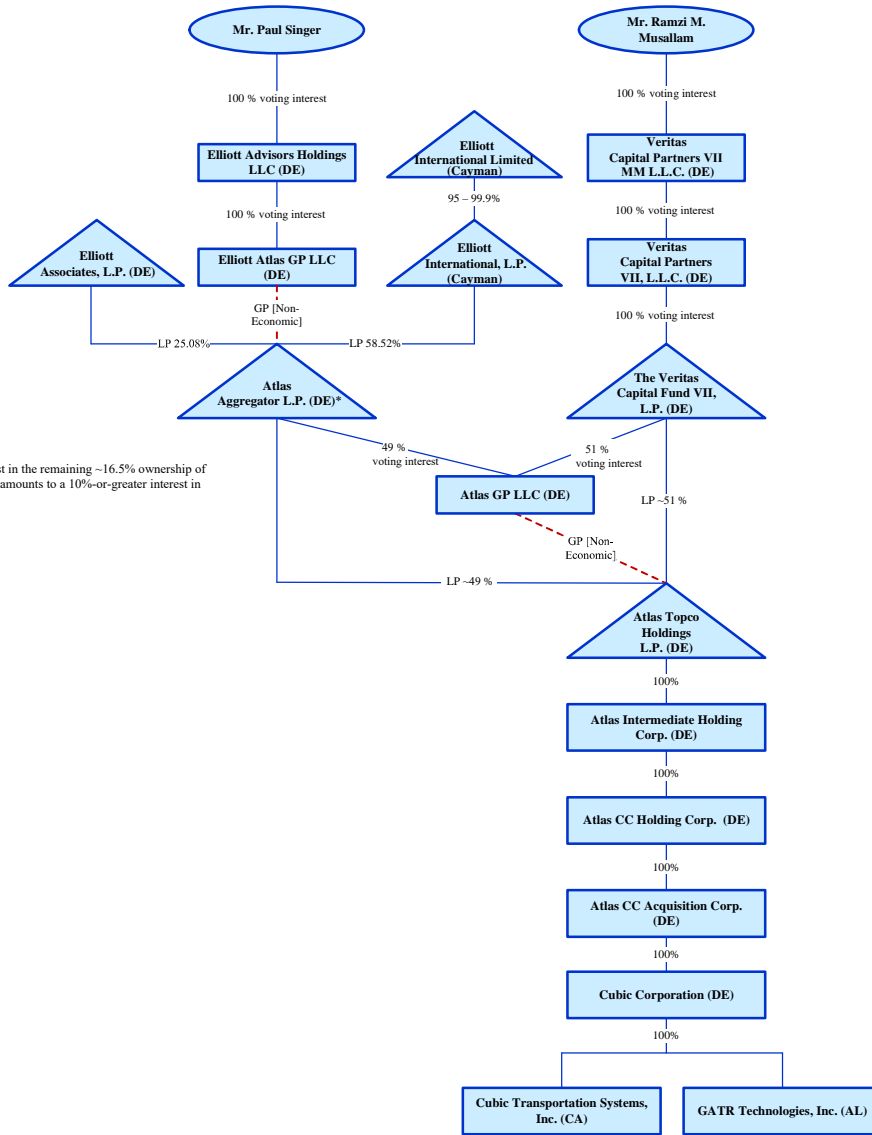 Mr. Paul Singer
Mr. Ramzi M.
Musallam
100 % voting interest
100 % voting interest
Elliott Advisors Holdings
LLC (DE)
Elliott
International Limited
(Cayman)
Veritas
Capital Partners VII
MM L.L.C. (DE)
100 % voting interest
95 – 99.9%
100 % voting interest
Elliott
Associates, L.P. (DE)
Elliott Atlas GP LLC
(DE)
Elliott
International, L.P.
(Cayman)
Veritas
Capital Partners
VII, L.L.C. (DE)
GP [Non-
Economic]
100 % voting interest
LP 25.08%
LP 58.52%
Atlas
Aggregator L.P. (DE)*
The Veritas
Capital Fund VII,
L.P. (DE)
49 %
voting interest
51 %
voting interest
st in the remaining ~16.5% ownership of
amounts to a 10%-or-greater interest in
Atlas GP LLC (DE)
LP ~51 %
GP [Non-
Economic]
LP ~49 %
Atlas Topco
Holdings
L.P. (DE)
100%
Atlas Intermediate Holding
Corp. (DE)
100%
Atlas CC Holding Corp. (DE)
100%
Atlas CC Acquisition Corp.
(DE)
100%
Cubic Corporation (DE)
100%
Cubic Transportation Systems,
Inc. (CA)
GATR Technologies, Inc. (AL)